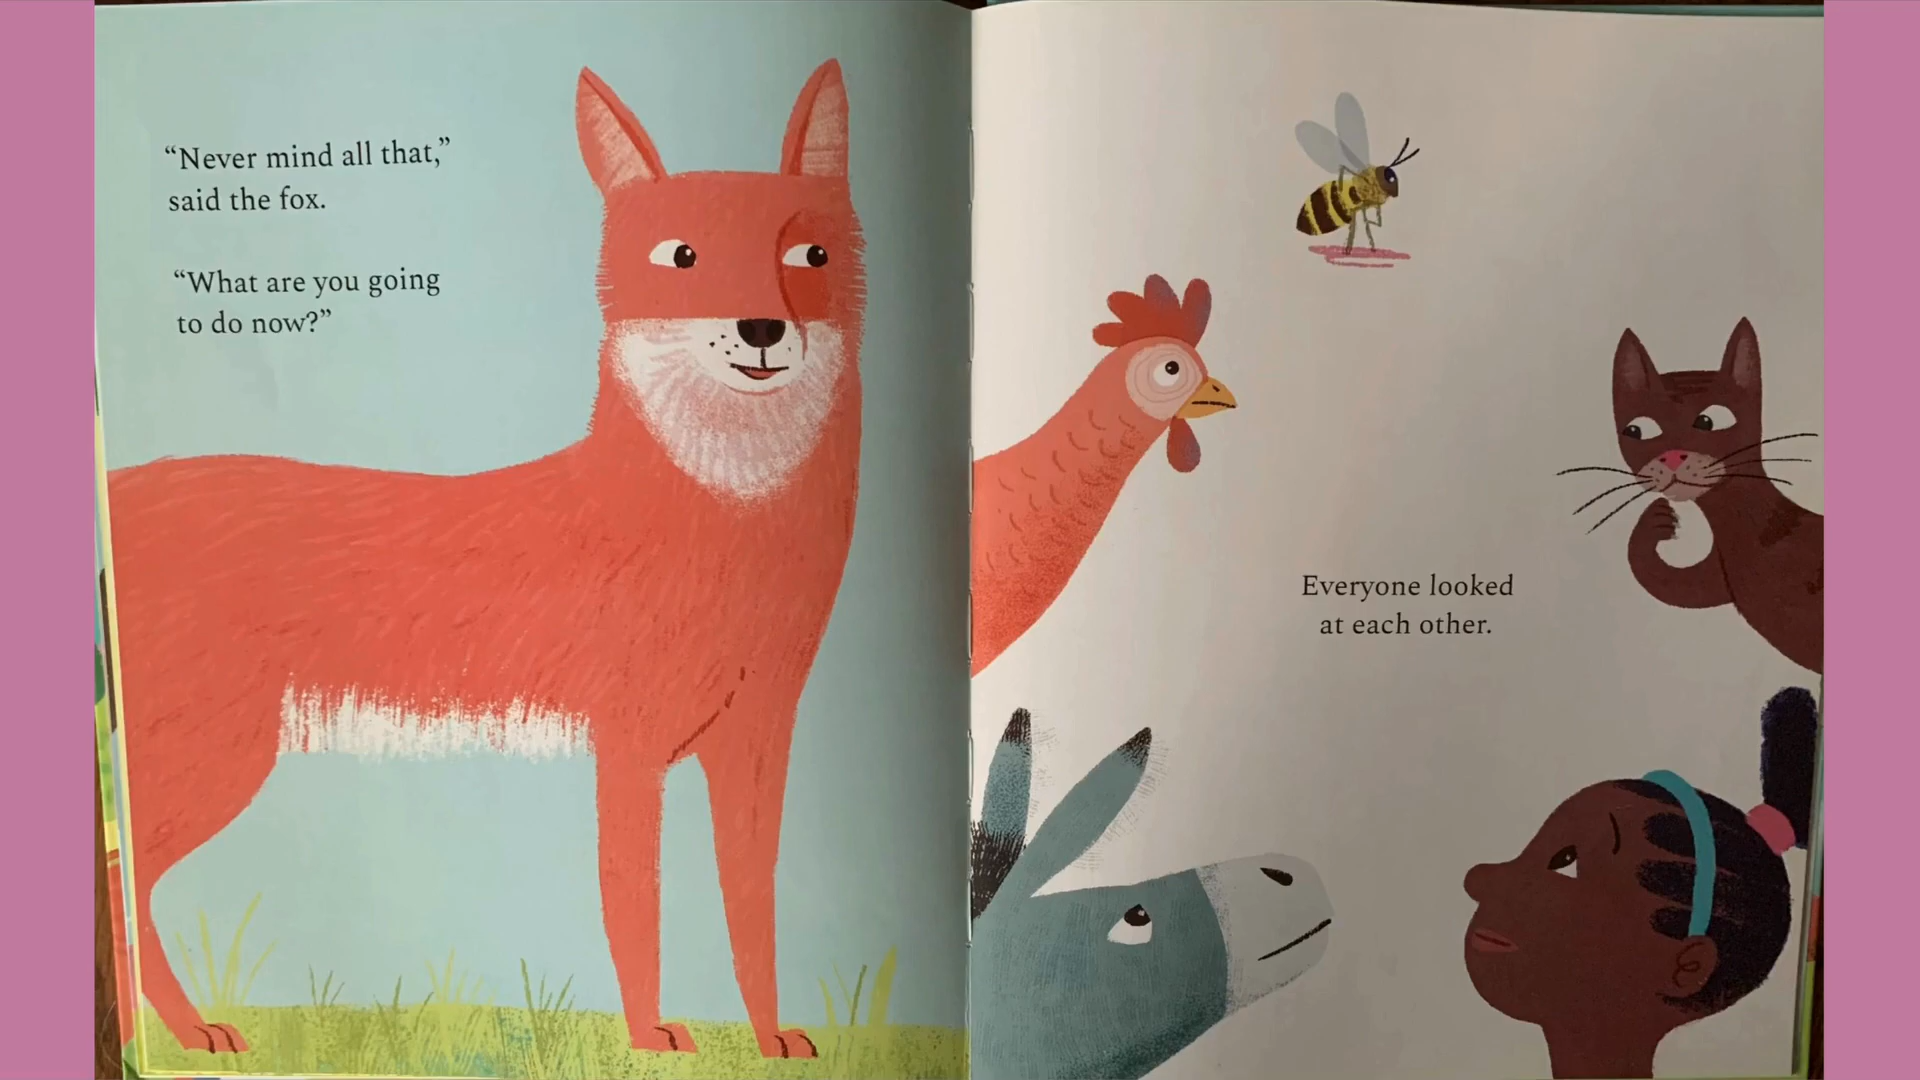 “Never mind all that,”
said the fox.
“What are you going
to do now?”
Everyone looked
at each other.